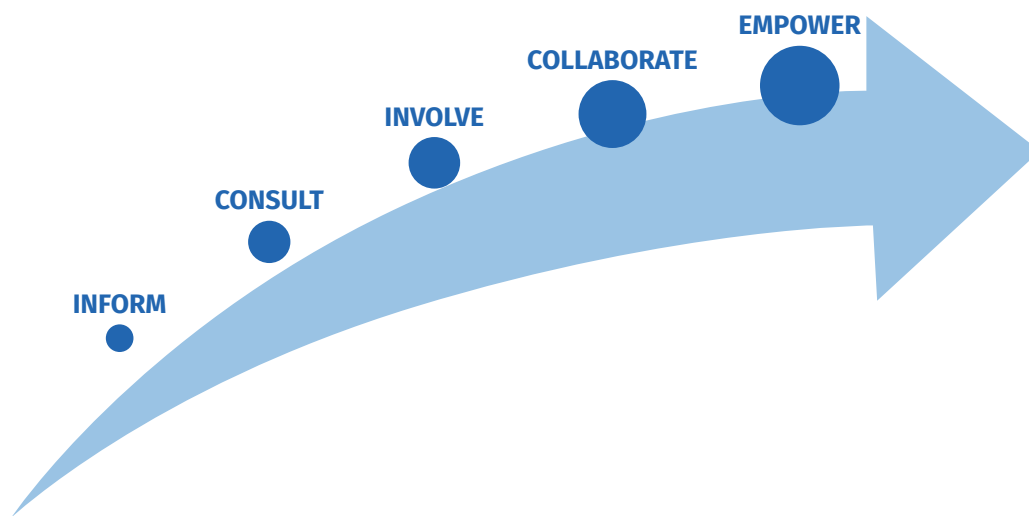 INFORM
CONSULT
INVOLVE
COLLABORATE
EMPOWER